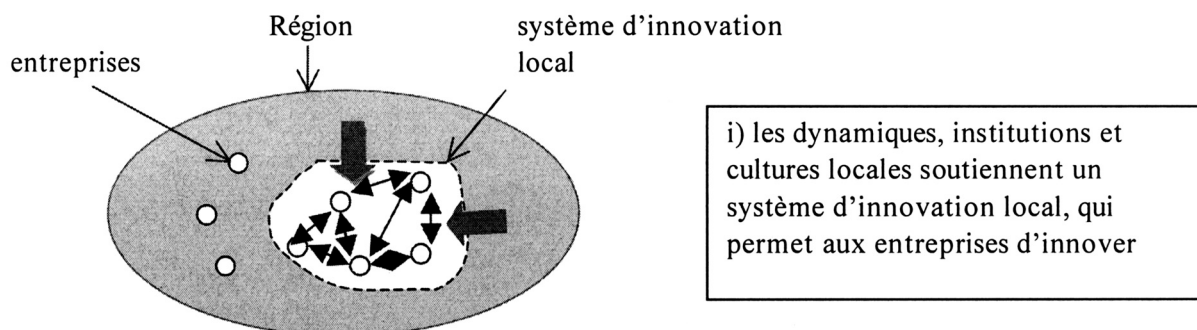 Région
système d’innovation
local
entreprises
i) les dynamiques, institutions et
cultures locales soutiennent un
système d’innovation local, qui
permet aux entreprises d’innover